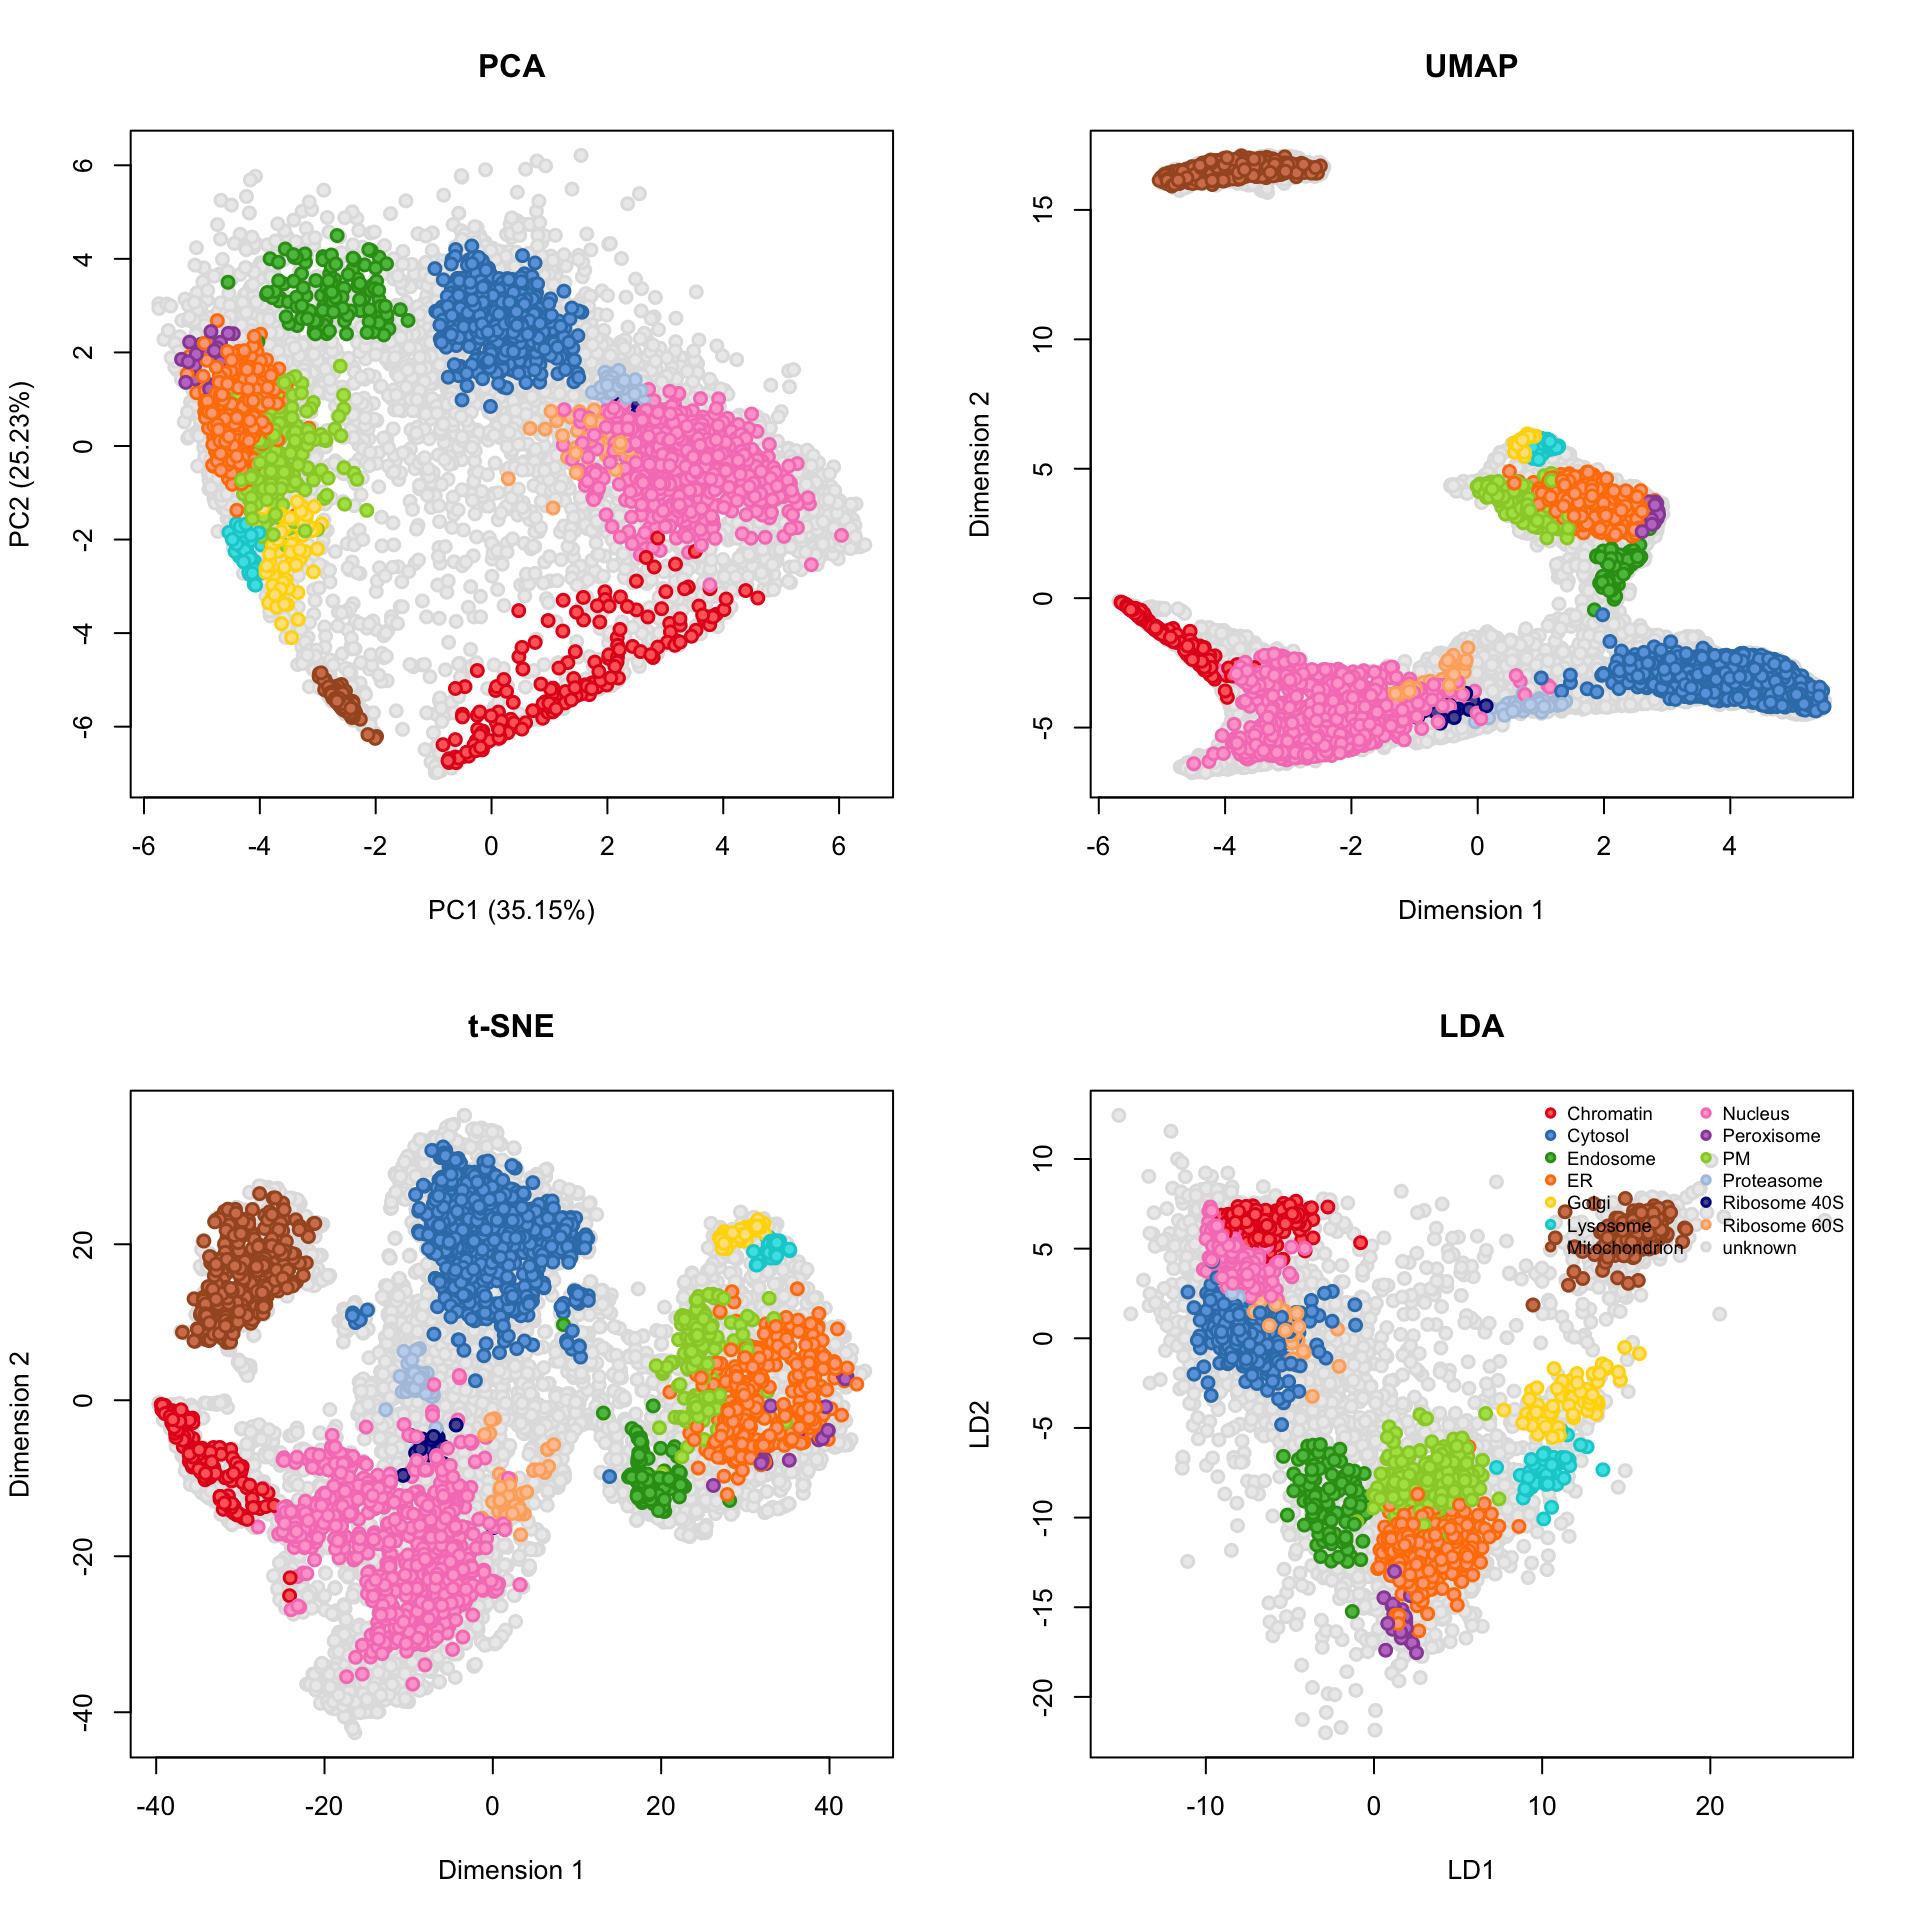 PCA
6
4
2
0
-2
-4
-6
PC2 (25.23%)
-6 -4 -2 0 2 4 6
PC1 (35.15%)
UMAP
15
10
5
0
-5
Dimension 2
-6 -4 -2 0 2 4
Dimension 1
t-SNE
20
0
-20
-40
Dimension 2
-40 -20 0 20 40
Dimension 1
LDA
10
5
0
-5
-10
-15
-20
LD2
Chromatin Nucleus
Cytosol Peroxisome
Endosome PM
ER Proteasome
Golgi Ribosome 40S
Lysosome Ribosome 60S
Mitochondrion unknown
-10 0 10 20
LD1